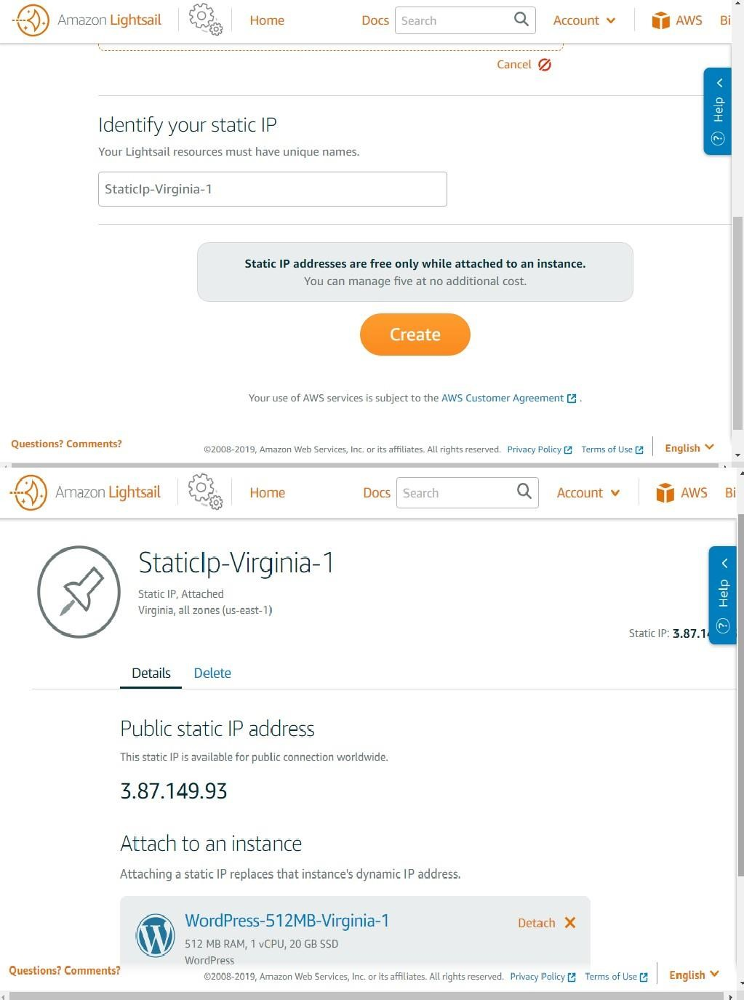 Amazon Lightsail Home Docs Search Account AWS Bi
Cancel
Help
Identify your static IP
Your Lightsail resources must have unique names.
StaticIp-Virginia-1
Static IP addresses are free only while attached to an instance.
You can manage five at no additional cost.
Create
Your use of AWS services is subject to the AWS Customer Agreement .
Questions? Comments? ©2008-2019, Amazon Web Services, Inc. or its affiliates. All rights reserved. Privacy Policy Terms of Use English
Amazon Lightsail Home Docs Search Account AWS Bi
StaticIp-Virginia-1
Static IP, Attached
Virginia, all zones (us-east-1)
Help
Static IP: 3.87.14
Details Delete
Public static IP address
This static IP is available for public connection worldwide.
3.87.149.93
Attach to an instance
Attaching a static IP replaces that instance's dynamic IP address.
WordPress-512MB-Virginia-1 Detach
512 MB RAM, 1 vCPU, 20 GB SSD
WordPress
Questions? Comments? ©2008-2019, Amazon Web Services, Inc. or its affiliates. All rights reserved. Privacy Policy Terms of Use English